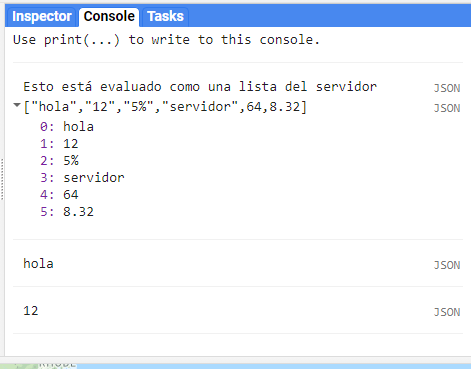 Inspector Console Tasks
Use print(...) to write to this console.
Esto está evaluado como una lista del servidor JSON
["hola","12","5%","servidor",64,8.32] JSON
0: hola
1: 12
2: 5%
3: servidor
4: 64
5: 8.32
hola JSON
12 JSON